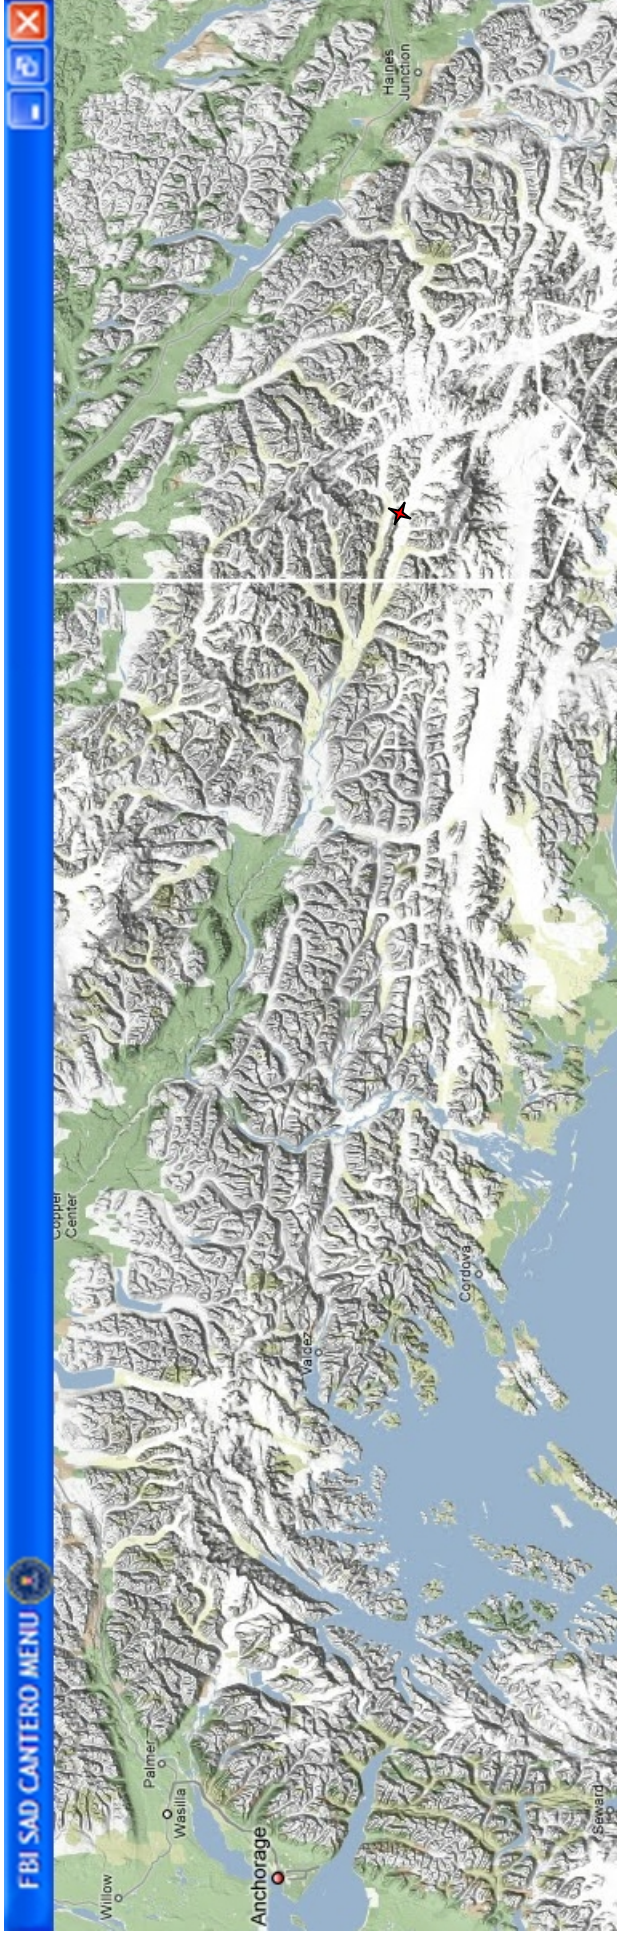 FBI SAD CANTERO MENU
Willow
Palmer
Wasilla
Anchorage
Seward
Valdez
Cordova
Copper
Center
Haines
Junction